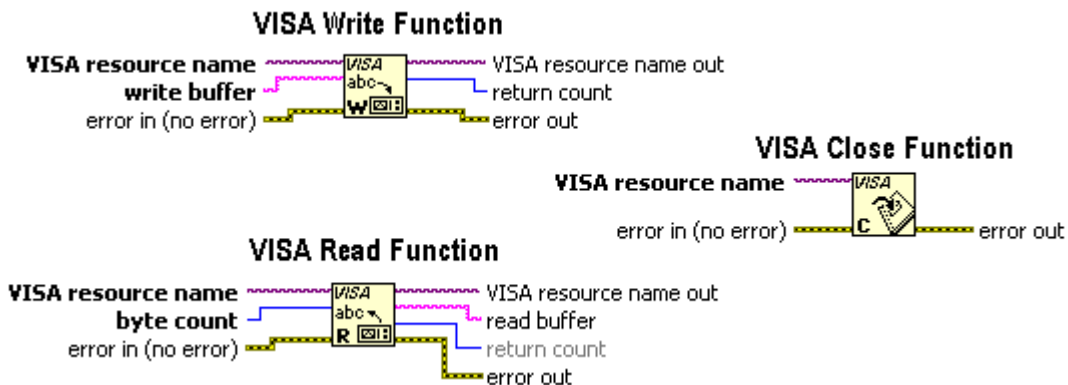 VISA Write Function
VISA resource name VISA VISA resource name out
write buffer abc return count
error in (no error) W error out
VISA Close Function
VISA resource name VISA
error in (no error) C error out
VISA Read Function
VISA resource name VISA VISA resource name out
byte count abc read buffer
error in (no error) R return count
error out